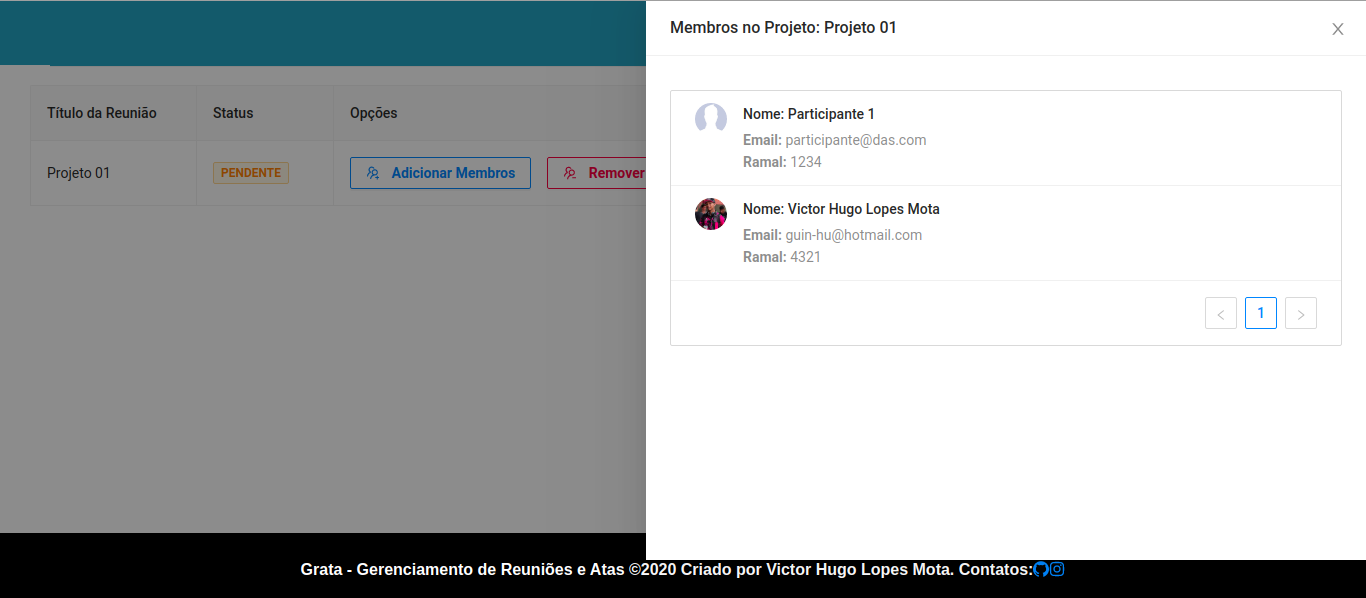 Membros no Projeto: Projeto 01
Título da Reunião Status Opções
Projeto 01 PENDENTE Adicionar Membros Remover
Nome: Participante 1
Email: participante@das.com
Ramal: 1234
Nome: Victor Hugo Lopes Mota
Email: guin-hu@hotmail.com
Ramal: 4321
< 1 >
Grata - Gerenciamento de Reuniões e Atas ©2020 Criado por Victor Hugo Lopes Mota. Contatos: